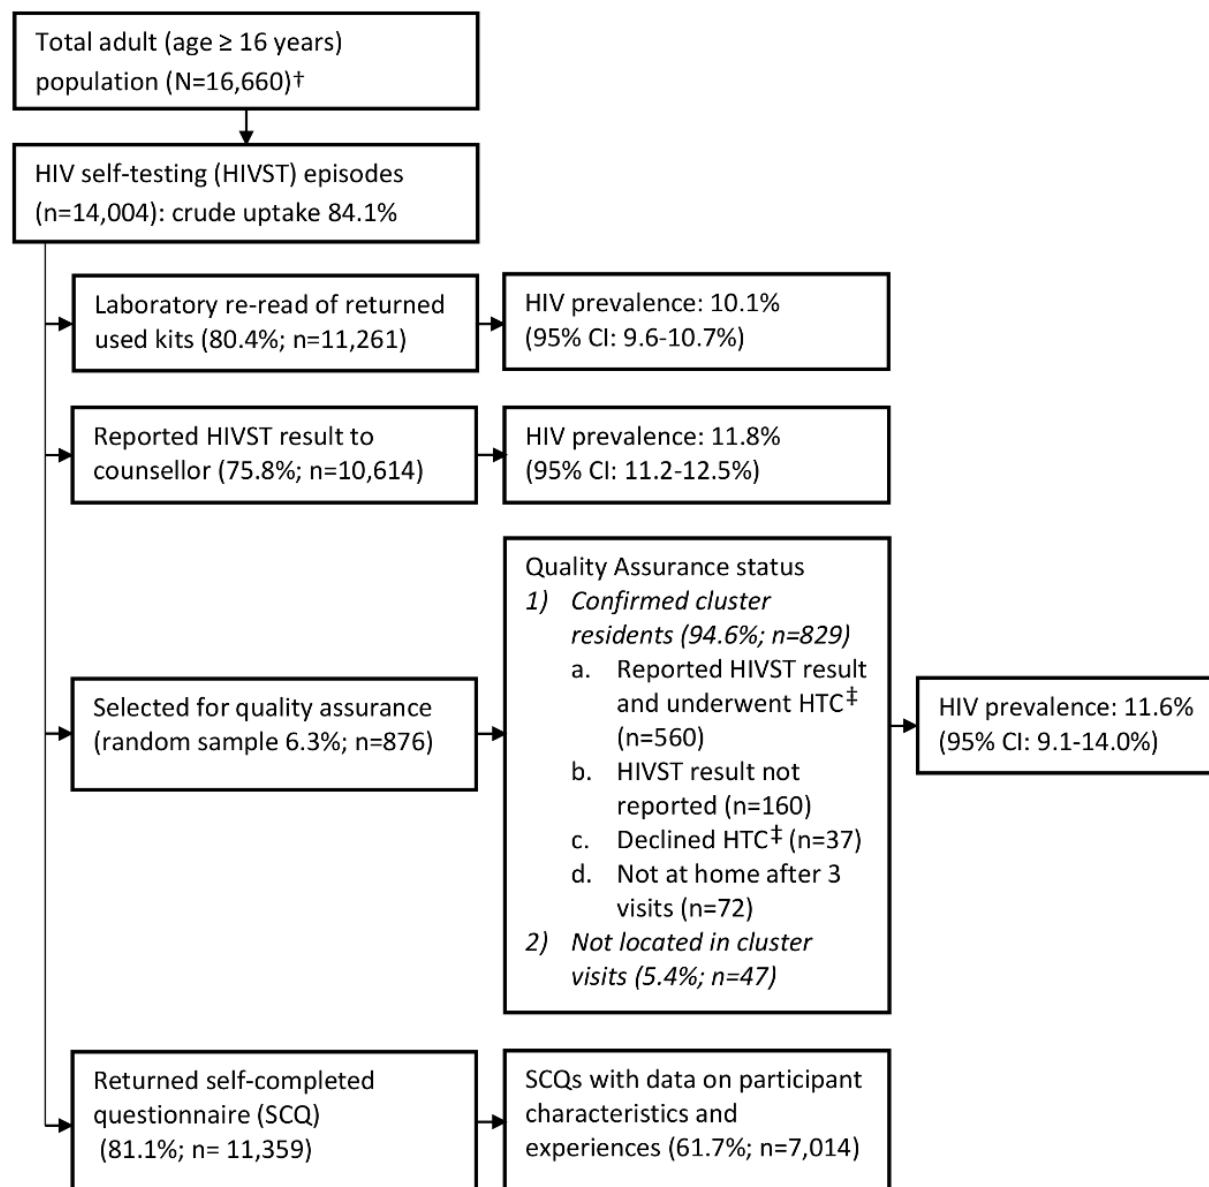 Total adult (age ≥ 16 years)
population (N=16,660)†
HIV self-testing (HIVST) episodes
(n=14,004): crude uptake 84.1%
Laboratory re-read of returned
used kits (80.4%; n=11,261)
HIV prevalence: 10.1%
(95% CI: 9.6-10.7%)
Reported HIVST result to
counsellor (75.8%; n=10,614)
HIV prevalence: 11.8%
(95% CI: 11.2-12.5%)
Selected for quality assurance
(random sample 6.3%; n=876)
Quality Assurance status
1) Confirmed cluster
residents (94.6%; n=829)
a. Reported HIVST result
and underwent HTC‡
(n=560)
b. HIVST result not
reported (n=160)
c. Declined HTC‡ (n=37)
d. Not at home after 3
visits (n=72)
2) Not located in cluster
visits (5.4%; n=47)
HIV prevalence: 11.6%
(95% CI: 9.1-14.0%)
Returned self-completed
questionnaire (SCQ)
(81.1%; n= 11,359)
SCQs with data on participant
characteristics and
experiences (61.7%; n=7,014)